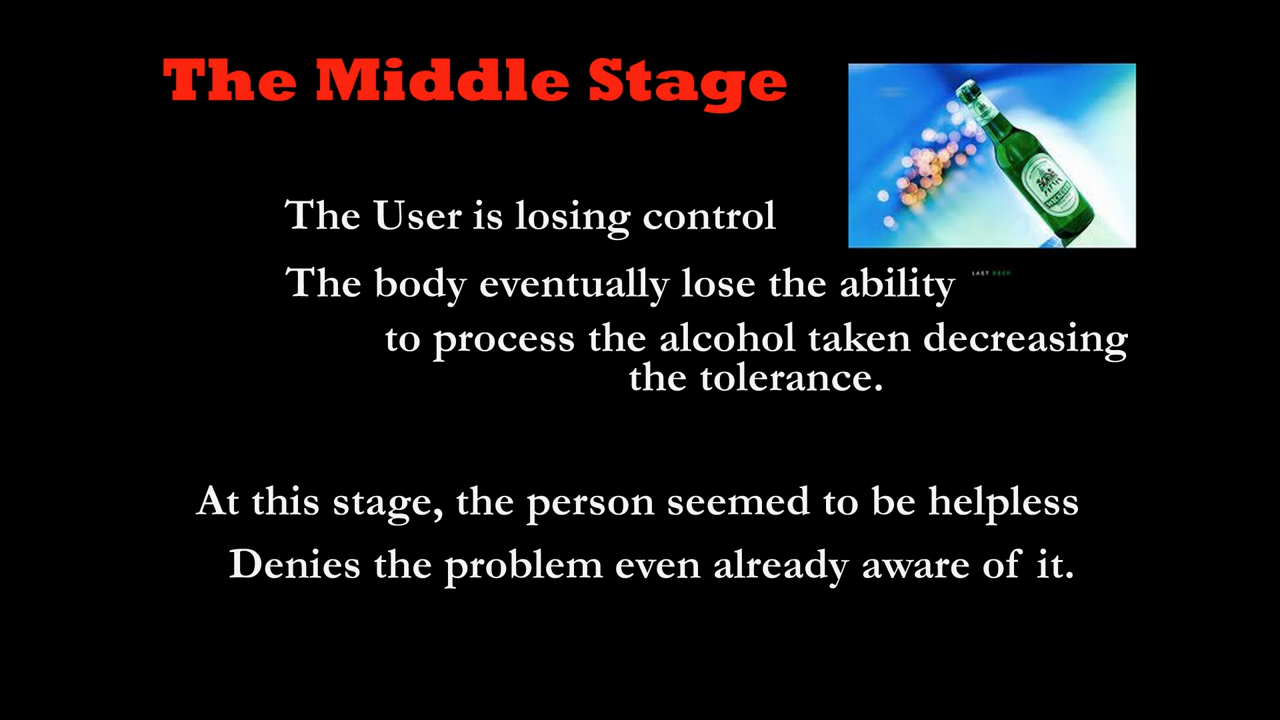 The Middle Stage
The User is losing control
The body eventually lose the ability
LAST BECK
to process the alcohol taken decreasing
the tolerance.
At this stage, the person seemed to be helpless
Denies the problem even already aware of it.